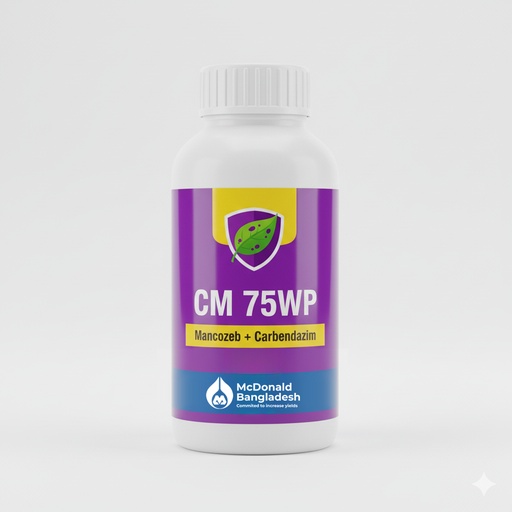 CM 75WP
Mancozeb + Carbendazim
McDonald
Bangladesh
Commited to increase yields